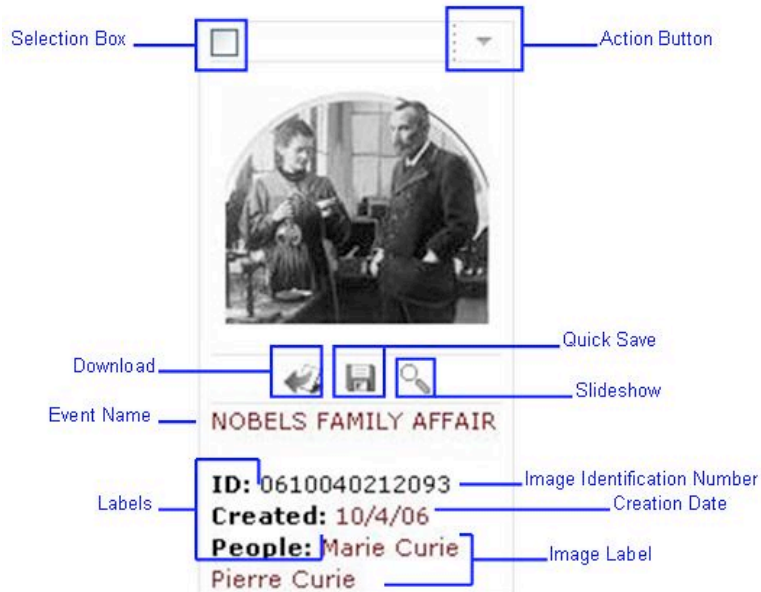 Selection Box
Action Button
Quick Save
Download
Slideshow
Event Name
NOBELS FAMILY AFFAIR
ID: 0610040212093
Image Identification Number
Created: 10/4/06
Creation Date
Labels
People: Marie Curie
Pierre Curie
Image Label